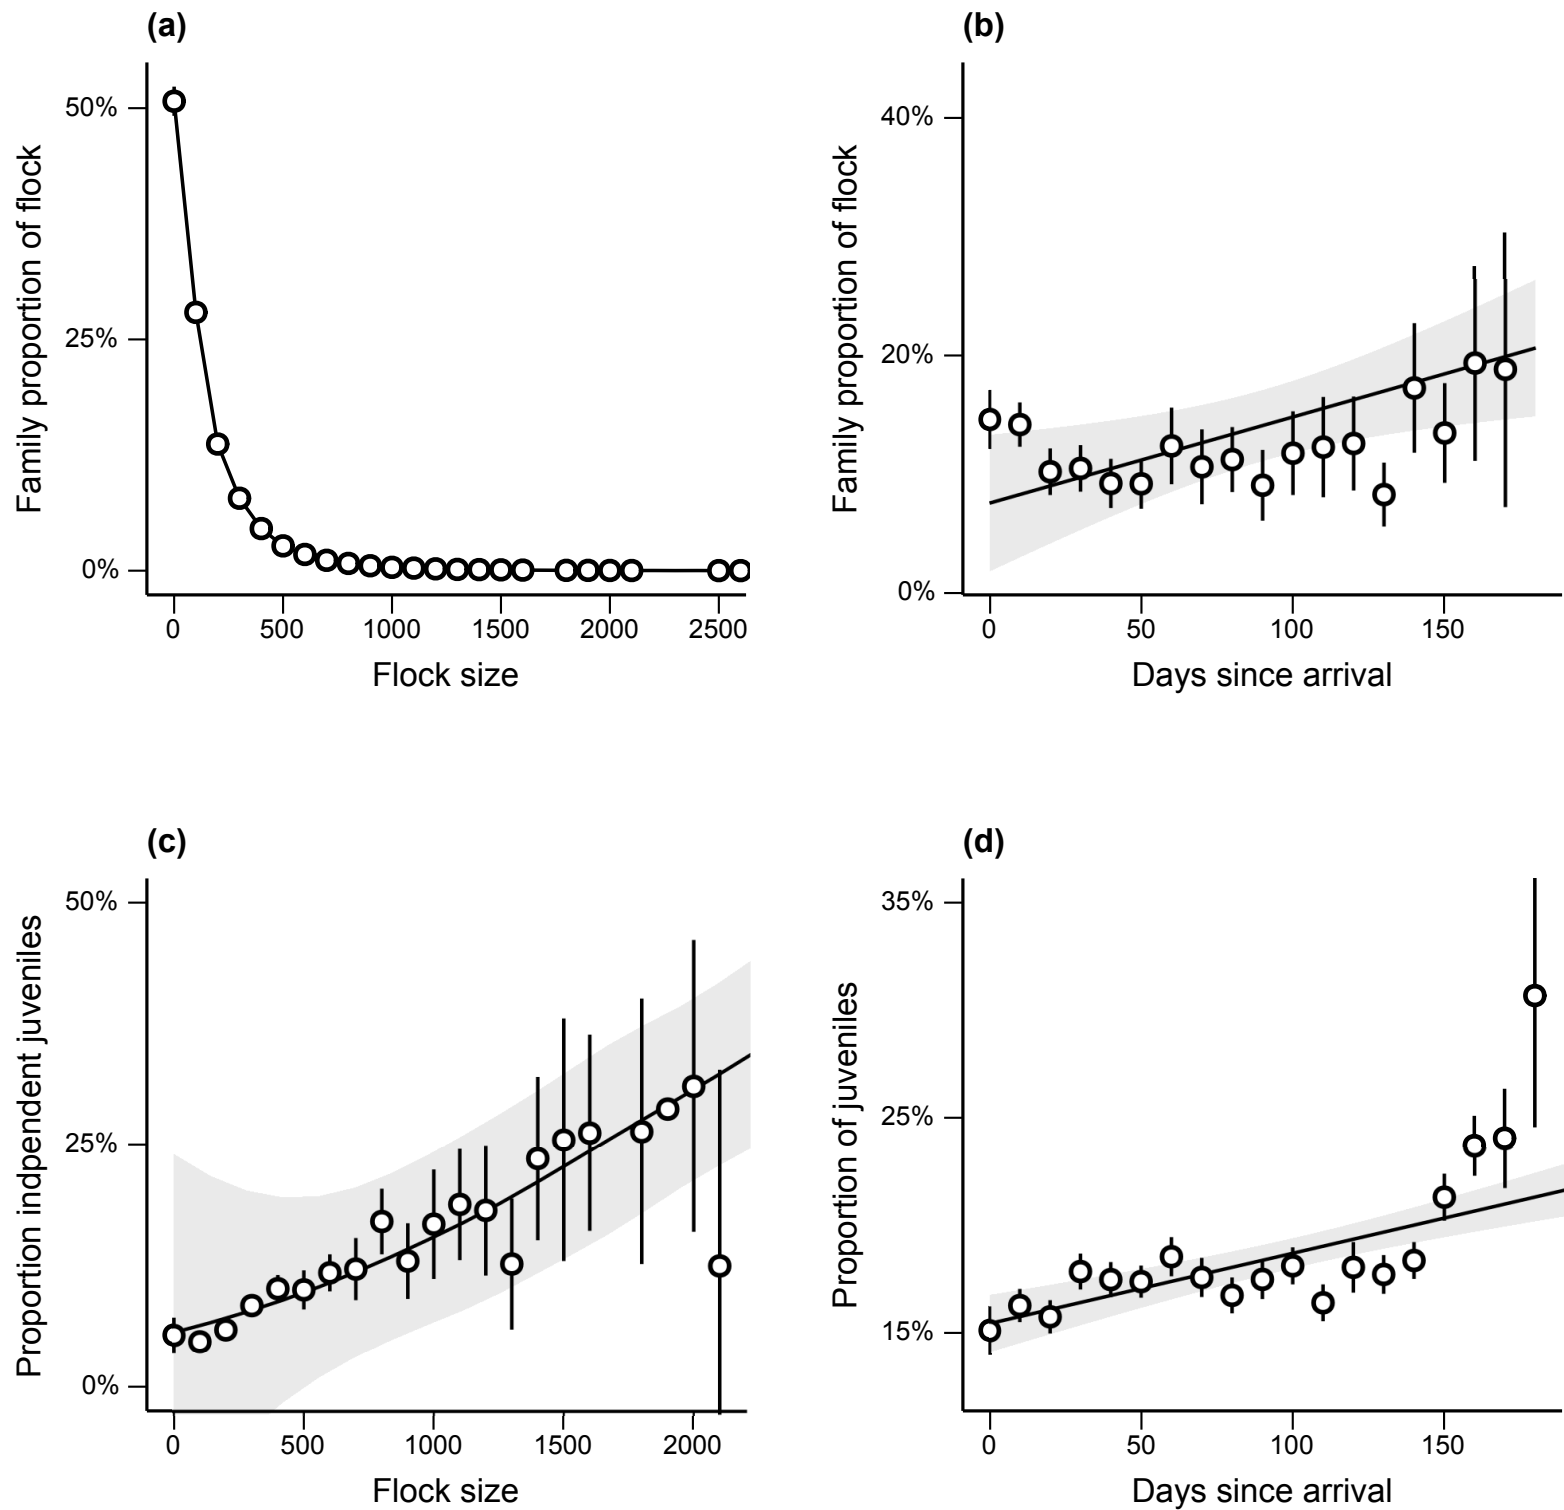 (a)
Family proportion of flock
50%
25%
0%
0 500 1000 1500 2000 2500
Flock size
(b)
Family proportion of flock
40%
20%
0%
0 50 100 150
Days since arrival
(c)
Proportion indpendent juveniles
50%
25%
0%
0 500 1000 1500 2000
Flock size
(d)
Proportion of juveniles
35%
25%
15%
0 50 100 150
Days since arrival